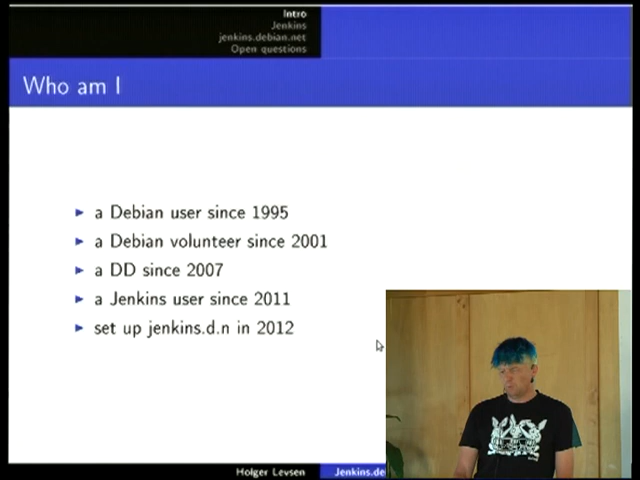 Intro
Jenkins
jenkins.debian.net
Open questions
Who am I
a Debian user since 1995
a Debian volunteer since 2001
a DD since 2007
a Jenkins user since 2011
set up jenkins.d.n in 2012
Holger Levsen
Jenkins.de